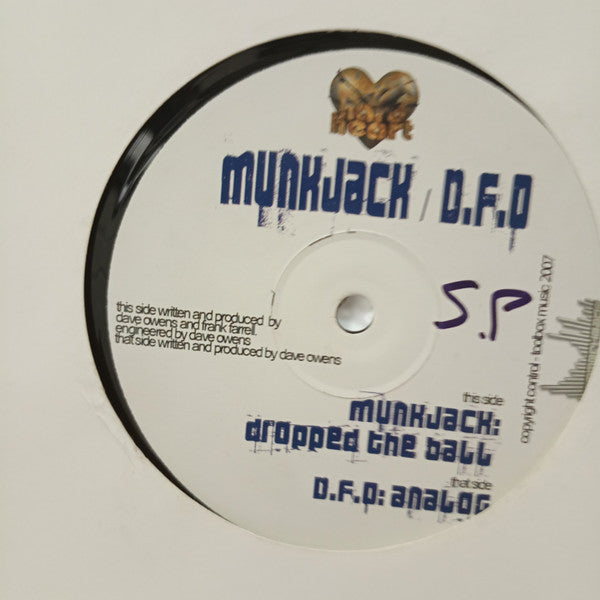 hard
heart
munkjack / D.F.O
this side written and produced by
dave owens and frank farrell.
engineered by dave owens
that side written and produced by dave owens
S.P
copyright control - toolbox music 2007
this side
munkjack:
dropped the ball
that side
D.F.O: analog